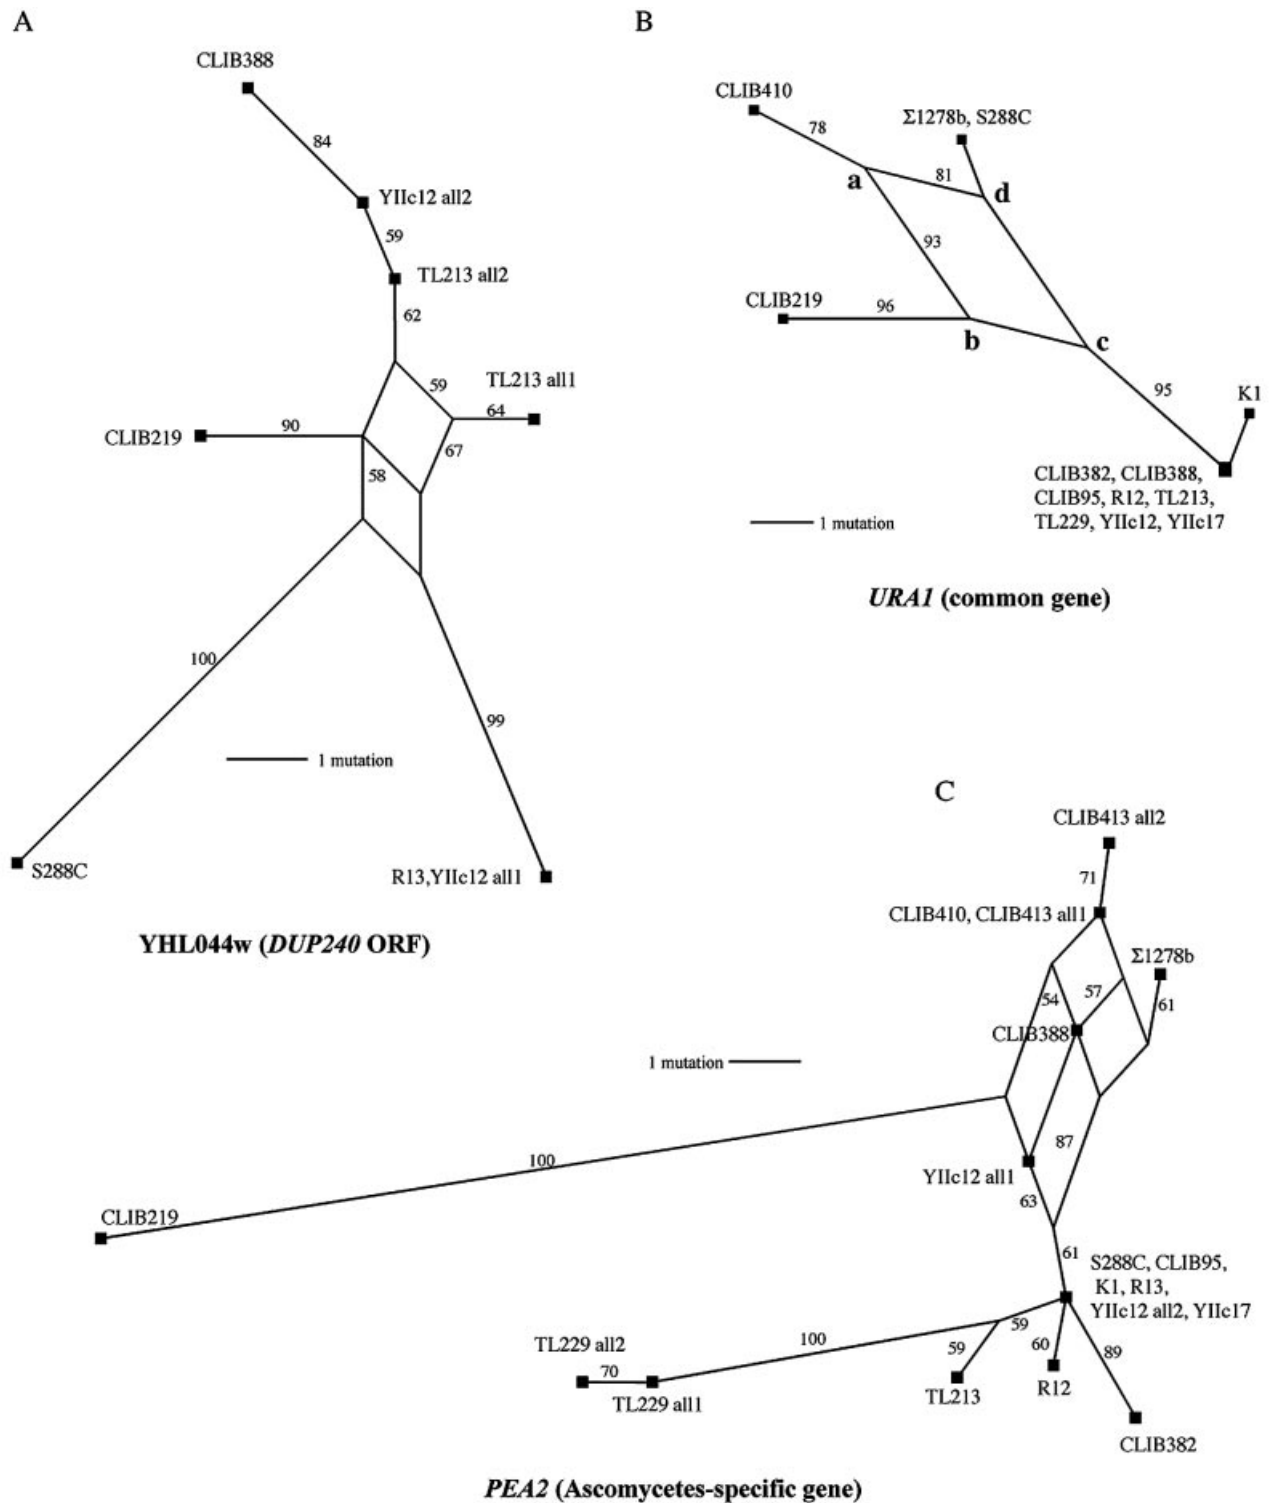 A
CLIB388
84
YIIc12 all2
59
TL213 all2
62
59
TL213 all1
64
CLIB219
90
67
58
100
99
1 mutation
S288C
R13,YIIc12 all1
YHL044w (DUP240 ORF)
B
CLIB410
78
Σ1278b, S288C
81
a
d
93
CLIB219
96
b
c
95
K1
CLIB382, CLIB388,
CLIB95, R12, TL213,
TL229, YIIc12, YIIc17
1 mutation
URA1 (common gene)
C
CLIB413 all2
71
CLIB410, CLIB413 all1
Σ1278b
54
57
61
CLIB388
1 mutation
87
100
YIIc12 all1
63
CLIB219
61
S288C, CLIB95,
K1, R13,
YIIc12 all2, YIIc17
59
100
59
60
89
TL229 all2
70
TL229 all1
TL213
R12
CLIB382
PEA2 (Ascomycetes-specific gene)